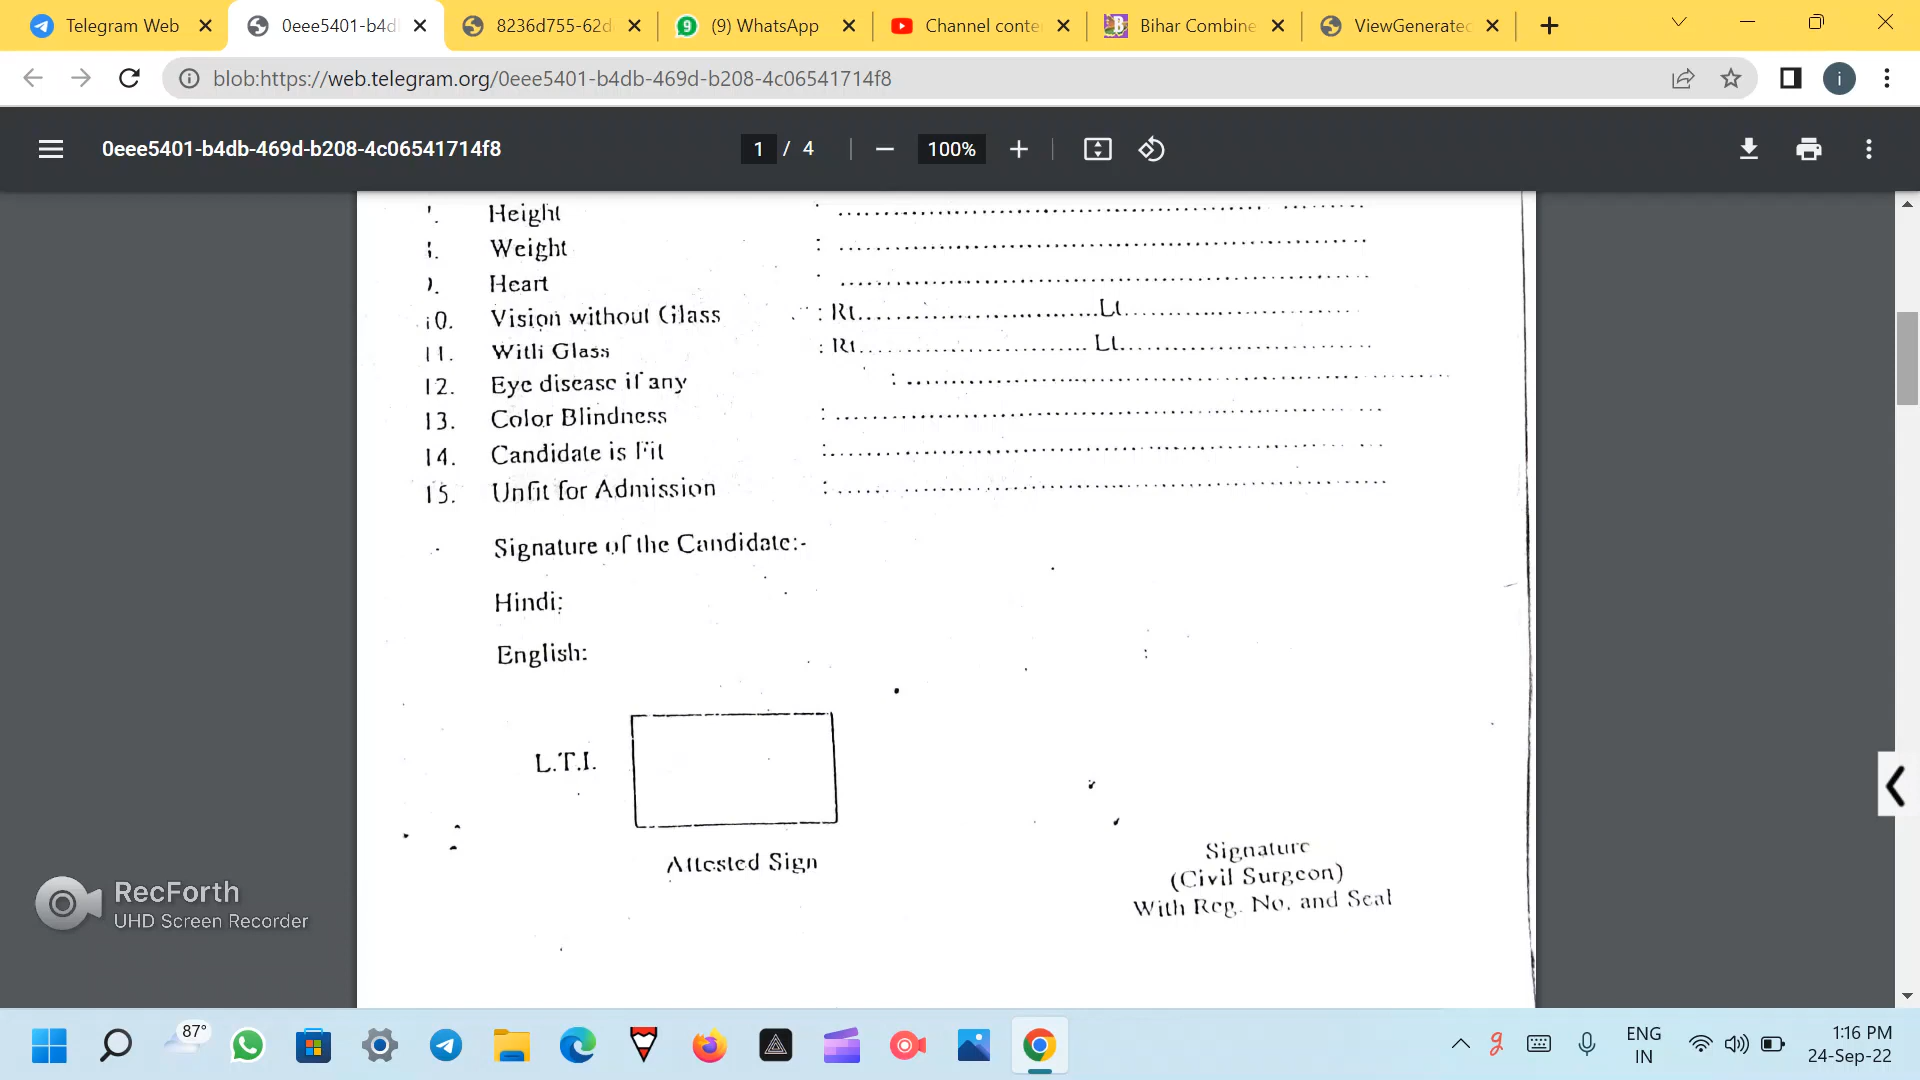 Telegram Web
0eee5401-b4d
8236d755-62d
(9) WhatsApp
Channel conte
Bihar Combine
ViewGenerated
blob:https://web.telegram.org/0eee5401-b4db-469d-b208-4c06541714f8
i
0eee5401-b4db-469d-b208-4c06541714f8
1 / 4
100%
Height : ....................
Weight : ....................
Heart : ....................
10. Vision without Glass : Rt....................Lt....................
11. With Glass : Rt....................Lt....................
12. Eye disease if any : ....................
13. Color Blindness : ....................
14. Candidate is Fit :....................
15. Unfit for Admission :....................
Signature of the Candidate:-
Hindi:
English:
L.T.I.
Attested Sign
Signature
(Civil Surgeon)
With Reg. No. and Seal
RecForth
UHD Screen Recorder
87°
ENG
IN
1:16 PM
24-Sep-22